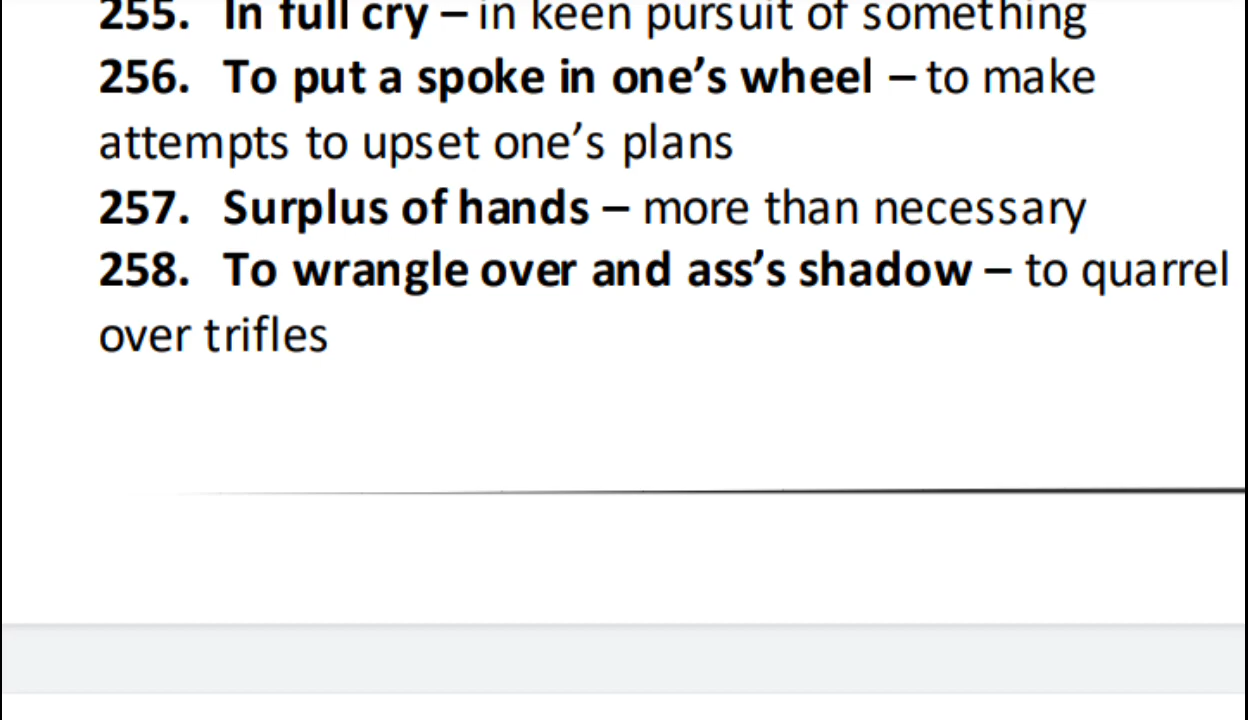 255. In full cry – in keen pursuit of something
256. To put a spoke in one’s wheel – to make
attempts to upset one’s plans
257. Surplus of hands – more than necessary
258. To wrangle over and ass’s shadow – to quarrel
over trifles